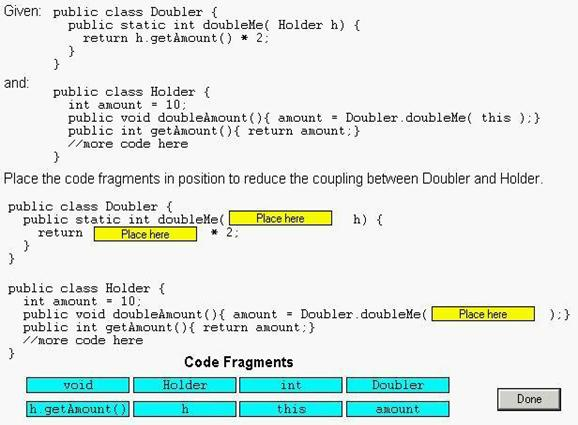 Given: public class Doubler {
public static int doubleMe( Holder h) {
return h.getAmount() * 2;
}
}
and:
public class Holder {
int amount = 10;
public void doubleAmount(){ amount = Doubler.doubleMe( this );}
public int getAmount(){ return amount;}
//more code here
}
Place the code fragments in position to reduce the coupling between Doubler and Holder.
public class Doubler {
public static int doubleMe( Place here h) {
return Place here * 2;
}
}
public class Holder {
int amount = 10;
public void doubleAmount(){ amount = Doubler.doubleMe( Place here );}
public int getAmount(){ return amount;}
//more code here
}
Code Fragments
void Holder int Doubler
h.getAmount() h this amount
Done